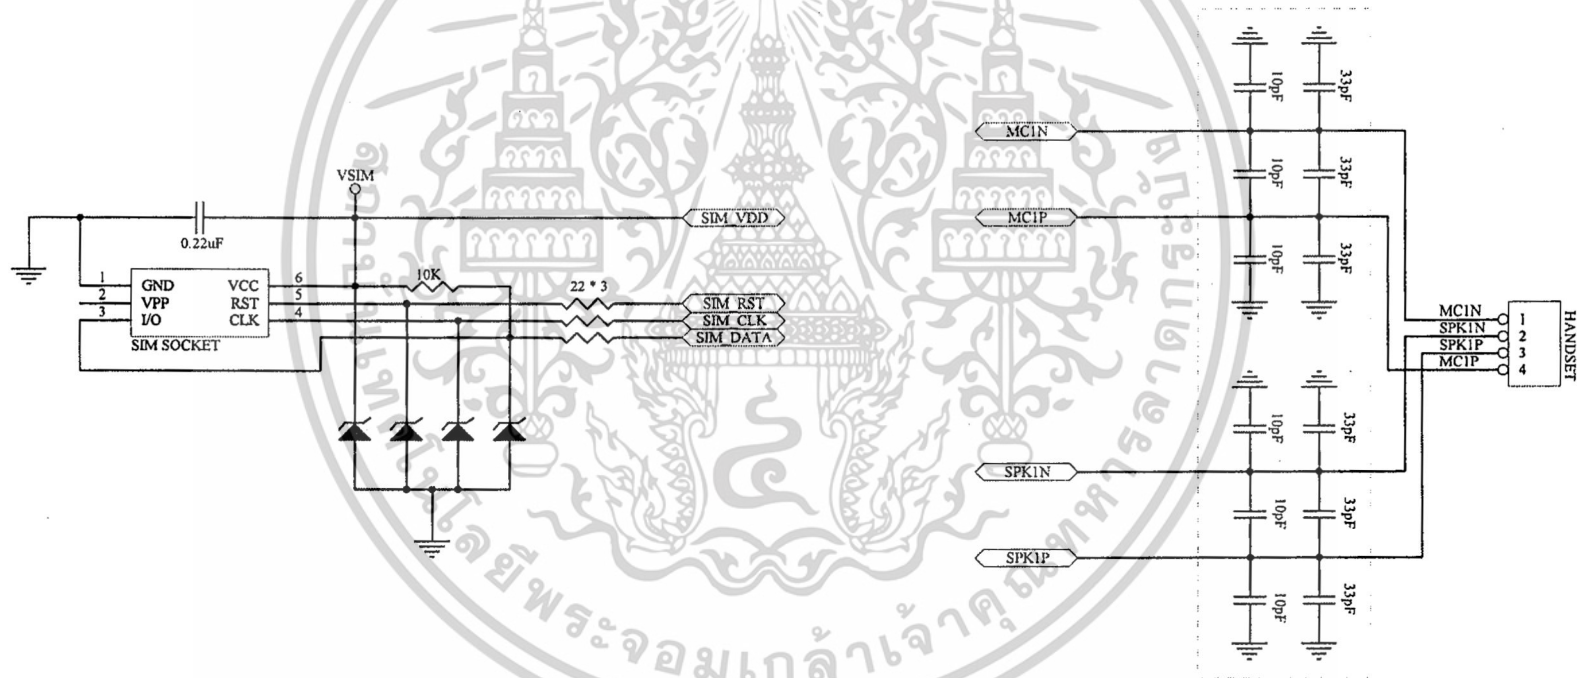 VSIM
0.22uF
SIM_VDD
1 GND VCC 6
2 VPP RST 5
3 I/O CLK 4
SIM SOCKET
10K
22 * 3
SIM_RST
SIM_CLK
SIM_DATA
10pF 33pF
MC1N
10pF 33pF
MC1P
10pF 33pF
MC1N 1
SPK1N 2
SPK1P 3
MC1P 4
HANDSET
10pF 33pF
SPK1N
10pF 33pF
SPK1P
10pF 33pF